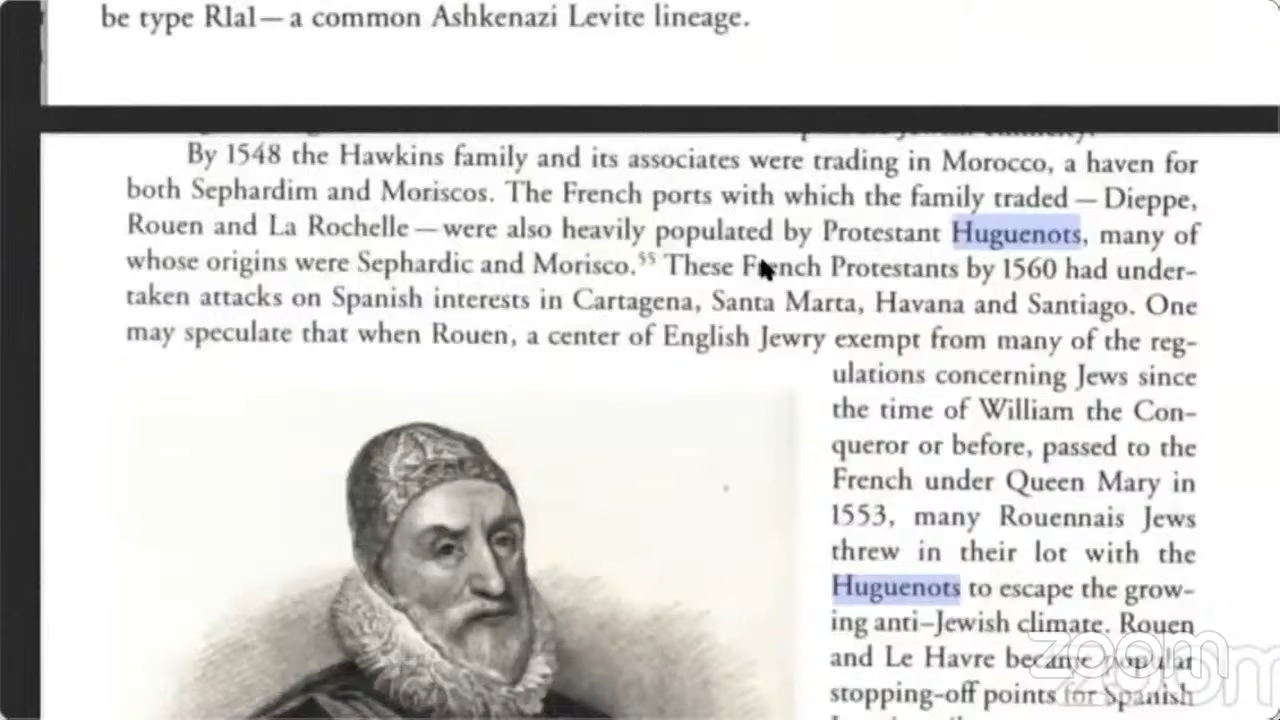 be type R1a1—a common Ashkenazi Levite lineage.
By 1548 the Hawkins family and its associates were trading in Morocco, a haven for
both Sephardim and Moriscos. The French ports with which the family traded — Dieppe,
Rouen and La Rochelle — were also heavily populated by Protestant Huguenots, many of
whose origins were Sephardic and Morisco.55 These French Protestants by 1560 had under-
taken attacks on Spanish interests in Cartagena, Santa Marta, Havana and Santiago. One
may speculate that when Rouen, a center of English Jewry exempt from many of the reg-
ulations concerning Jews since
the time of William the Con-
queror or before, passed to the
French under Queen Mary in
1553, many Rouennais Jews
threw in their lot with the
Huguenots to escape the grow-
ing anti-Jewish climate. Rouen
and Le Havre became popular
stopping-off points for Spanish
zoom
zoom